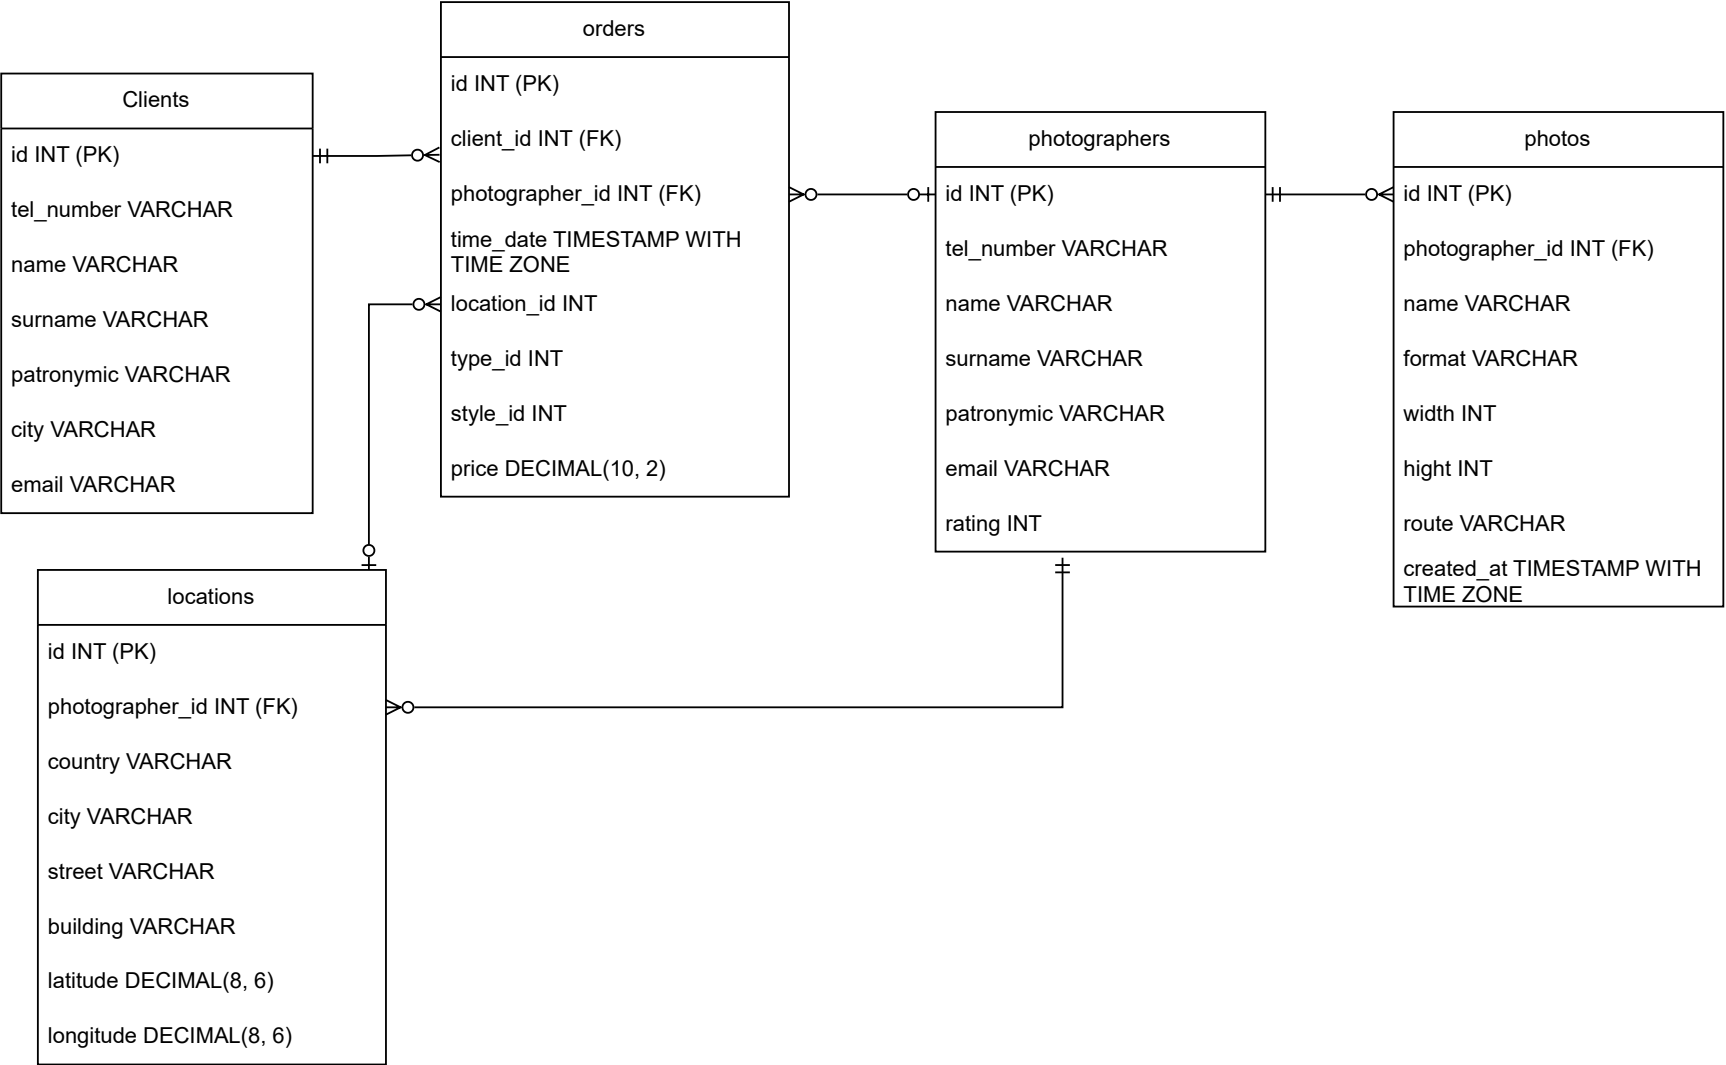 Clients
id INT (PK)
tel_number VARCHAR
name VARCHAR
surname VARCHAR
patronymic VARCHAR
city VARCHAR
email VARCHAR
orders
id INT (PK)
client_id INT (FK)
photographer_id INT (FK)
time_date TIMESTAMP WITH
TIME ZONE
location_id INT
type_id INT
style_id INT
price DECIMAL(10, 2)
photographers
id INT (PK)
tel_number VARCHAR
name VARCHAR
surname VARCHAR
patronymic VARCHAR
email VARCHAR
rating INT
photos
id INT (PK)
photographer_id INT (FK)
name VARCHAR
format VARCHAR
width INT
hight INT
route VARCHAR
created_at TIMESTAMP WITH
TIME ZONE
locations
id INT (PK)
photographer_id INT (FK)
country VARCHAR
city VARCHAR
street VARCHAR
building VARCHAR
latitude DECIMAL(8, 6)
longitude DECIMAL(8, 6)